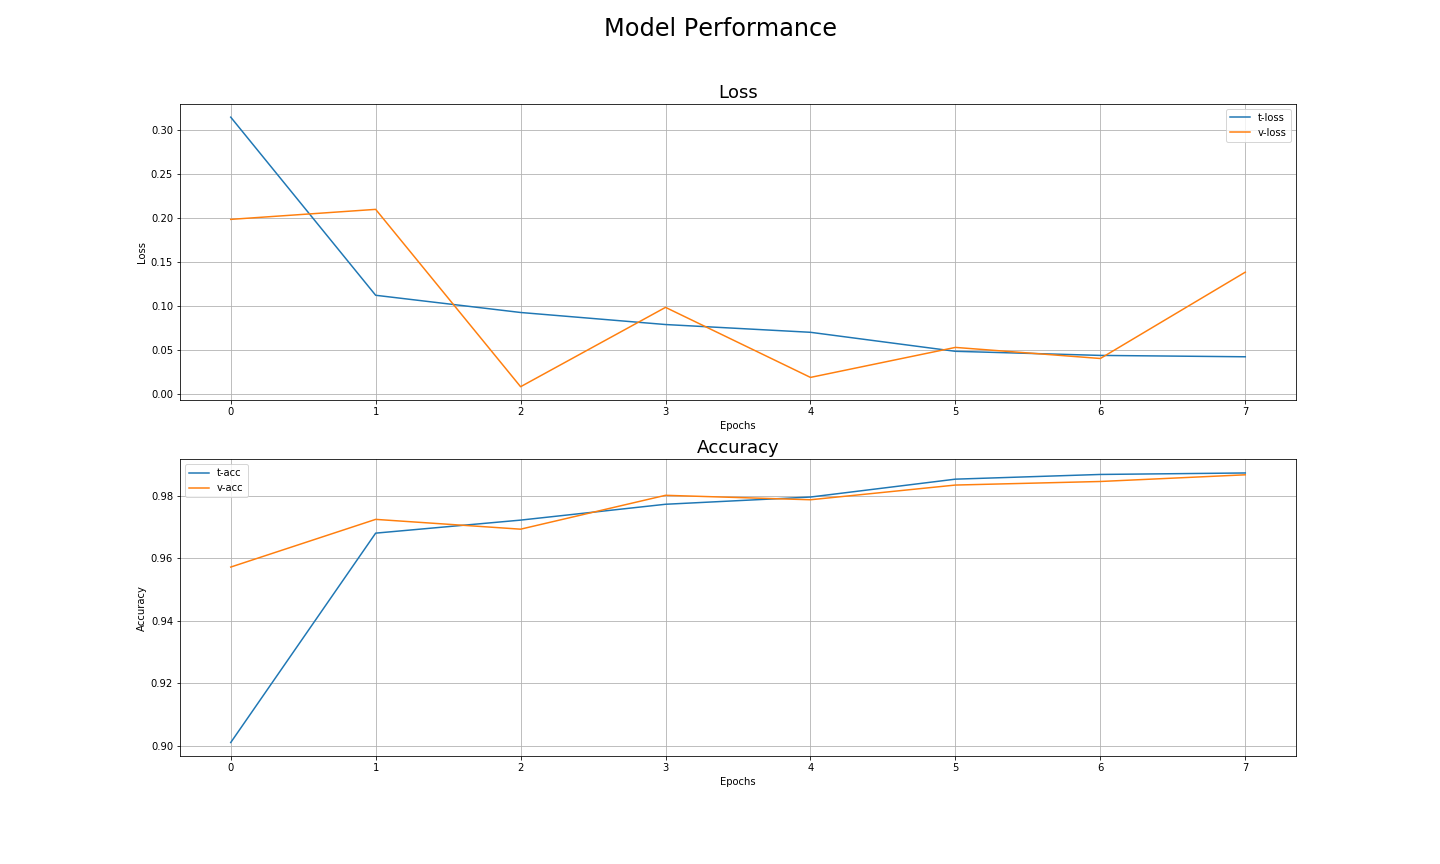 Model Performance
Loss
0.30
0.25
0.20
0.15
0.10
0.05
0.00
Loss
t-loss
v-loss
0 1 2 3 4 5 6 7
Epochs
Accuracy
t-acc
v-acc
0.98
0.96
0.94
0.92
0.90
Accuracy
0 1 2 3 4 5 6 7
Epochs